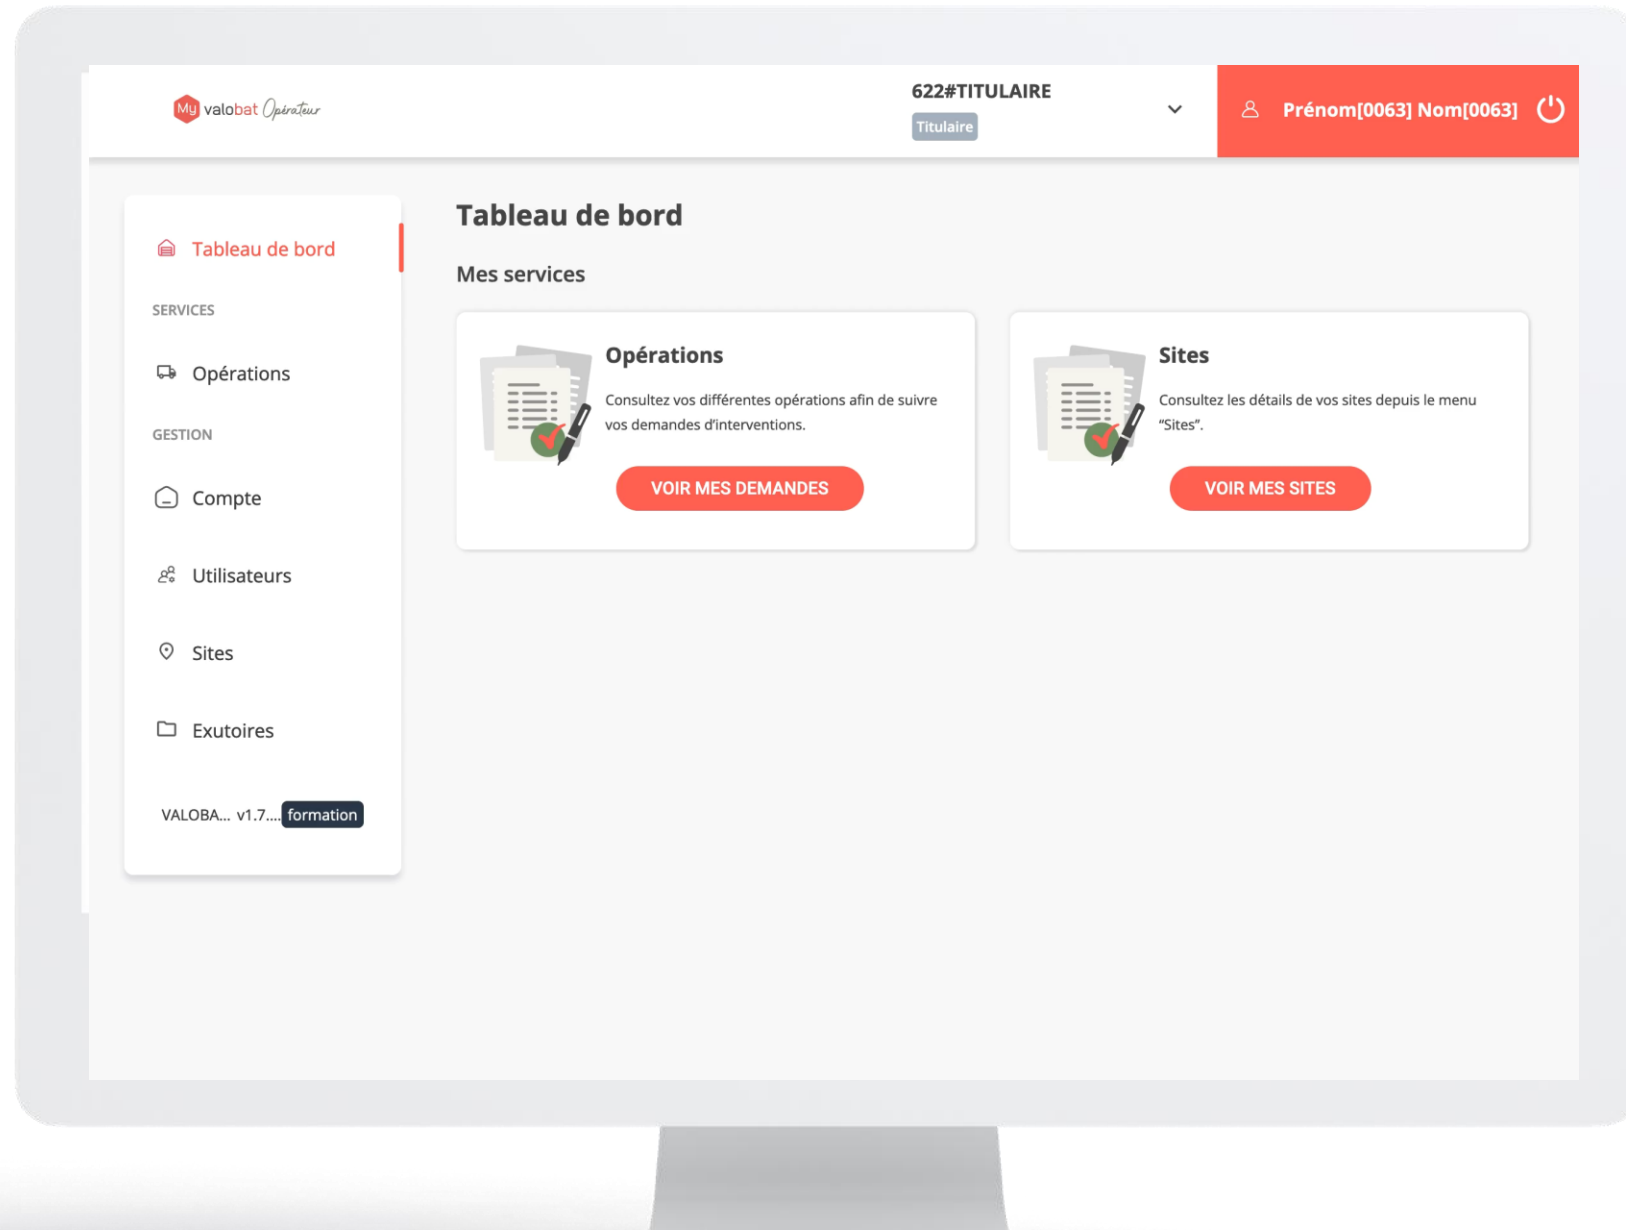 My valobat Opérateur
622#TITULAIRE
Titulaire
Prénom[0063] Nom[0063]
Tableau de bord
SERVICES
Opérations
GESTION
Compte
Utilisateurs
Sites
Exutoires
VALOBA... v1.7.... formation
Tableau de bord
Mes services
Opérations
Consultez vos différentes opérations afin de suivre
vos demandes d'interventions.
VOIR MES DEMANDES
Sites
Consultez les détails de vos sites depuis le menu
“Sites”.
VOIR MES SITES